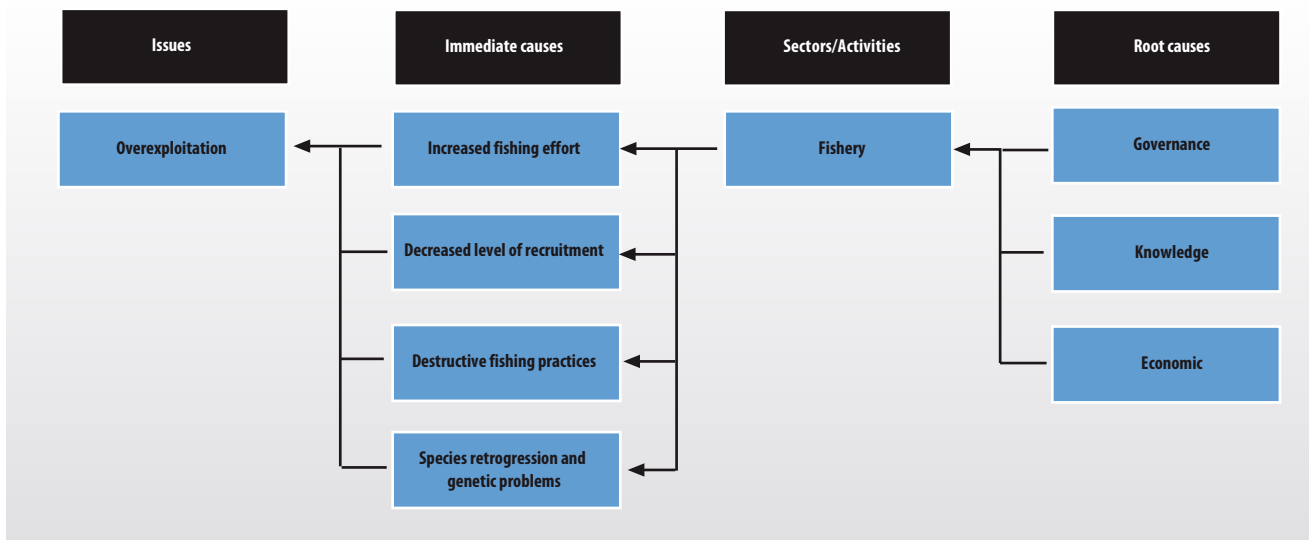 Issues
Immediate causes
Sectors/Activities
Root causes
Overexploitation
Increased fishing effort
Fishery
Governance
Decreased level of recruitment
Knowledge
Destructive fishing practices
Economic
Species retrogression and
genetic problems